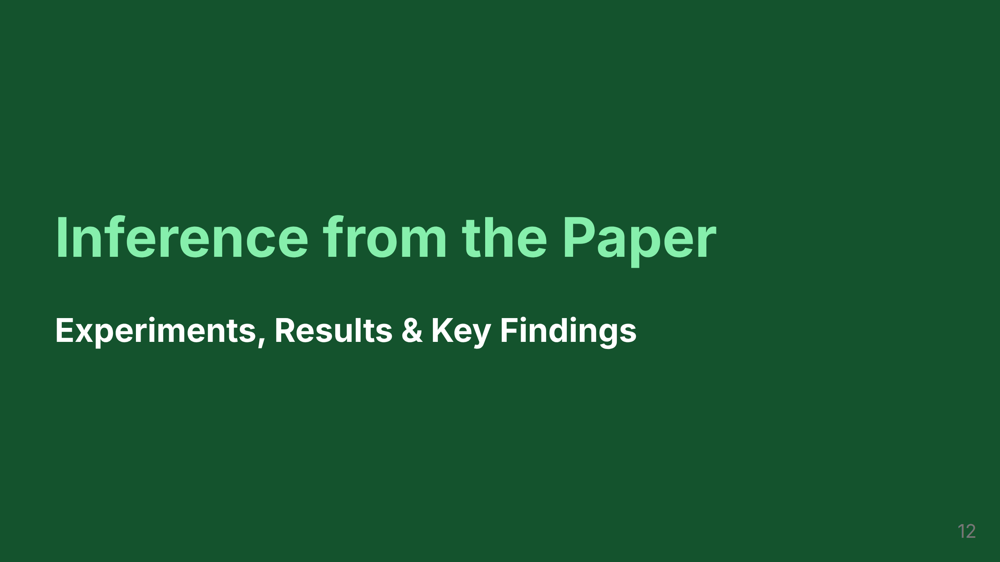 Inference from the Paper
Experiments, Results & Key Findings
12